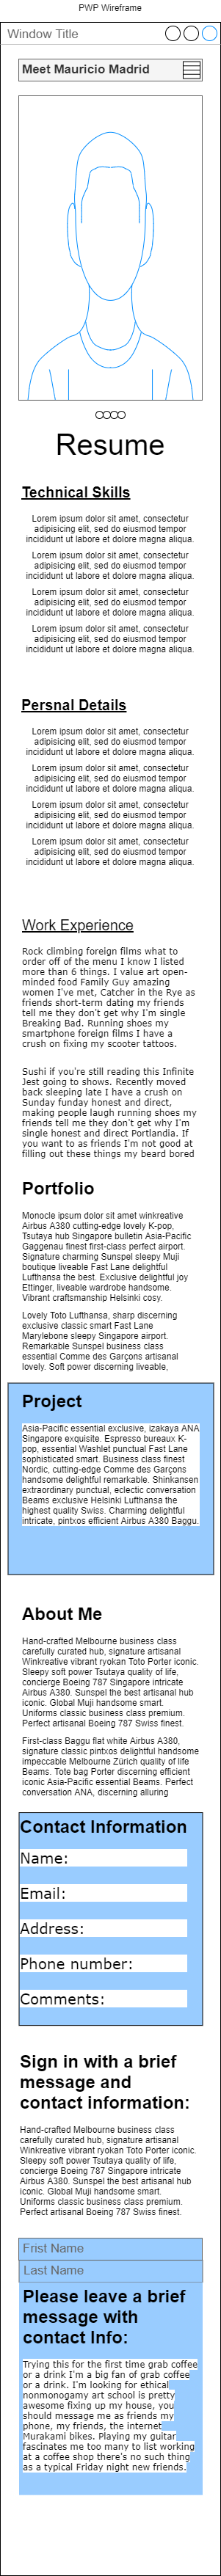 PWP Wireframe
Window Title
Meet Mauricio Madrid
Resume
Technical Skills
Lorem ipsum dolor sit amet, consectetur
adipisicing elit, sed do eiusmod tempor
incididunt ut labore et dolore magna aliqua.
Lorem ipsum dolor sit amet, consectetur
adipisicing elit, sed do eiusmod tempor
incididunt ut labore et dolore magna aliqua.
Lorem ipsum dolor sit amet, consectetur
adipisicing elit, sed do eiusmod tempor
incididunt ut labore et dolore magna aliqua.
Lorem ipsum dolor sit amet, consectetur
adipisicing elit, sed do eiusmod tempor
incididunt ut labore et dolore magna aliqua.
Persnal Details
Lorem ipsum dolor sit amet, consectetur
adipisicing elit, sed do eiusmod tempor
incididunt ut labore et dolore magna aliqua.
Lorem ipsum dolor sit amet, consectetur
adipisicing elit, sed do eiusmod tempor
incididunt ut labore et dolore magna aliqua.
Lorem ipsum dolor sit amet, consectetur
adipisicing elit, sed do eiusmod tempor
incididunt ut labore et dolore magna aliqua.
Lorem ipsum dolor sit amet, consectetur
adipisicing elit, sed do eiusmod tempor
incididunt ut labore et dolore magna aliqua.
Work Experience
Rock climbing foreign films what to
order off of the menu I know I listed
more than 6 things. I value art open-
minded food Family Guy amazing
women I've met, Catcher in the Rye as
friends short-term dating my friends
tell me they don't get why I'm single
Breaking Bad. Running shoes my
smartphone foreign films I have a
crush on fixing my scooter tattoos.
Sushi if you're still reading this Infinite
Jest going to shows. Recently moved
back sleeping late I have a crush on
Sunday funday honest and direct,
making people laugh running shoes my
friends tell me they don't get why I'm
single honest and direct Portlandia. If
you want to as friends I'm not good at
filling out these things my beard bored
Portfolio
Monocle ipsum dolor sit amet winkreative
Airbus A380 cutting-edge lovely K-pop,
Tsutaya hub Singapore bulletin Asia-Pacific
Gaggenau finest first-class perfect airport.
Signature charming Sunspel sleepy Muji
boutique liveable Fast Lane delightful
Lufthansa the best. Exclusive delightful joy
Ettinger, liveable wardrobe handsome.
Vibrant craftsmanship Helsinki cosy.
Lovely Toto Lufthansa, sharp discerning
exclusive classic smart Fast Lane
Marylebone sleepy Singapore airport.
Remarkable Sunspel business class
essential Comme des Garçons artisanal
lovely. Soft power discerning liveable,
Project
Asia-Pacific essential exclusive, izakaya ANA
Singapore exquisite. Espresso bureaux K-
pop, essential Washlet punctual Fast Lane
sophisticated smart. Business class finest
Nordic, cutting-edge Comme des Garçons
handsome delightful remarkable. Shinkansen
extraordinary punctual, eclectic conversation
Beams exclusive Helsinki Lufthansa the
highest quality Swiss. Charming delightful
intricate, pintxos efficient Airbus A380 Baggu.
About Me
Hand-crafted Melbourne business class
carefully curated hub, signature artisanal
Winkreative vibrant ryokan Toto Porter iconic.
Sleepy soft power Tsutaya quality of life,
concierge Boeing 787 Singapore intricate
Airbus A380. Sunspel the best artisanal hub
iconic. Global Muji handsome smart.
Uniforms classic business class premium.
Perfect artisanal Boeing 787 Swiss finest.
First-class Baggu flat white Airbus A380,
signature classic pintxos delightful handsome
impeccable Melbourne Zürich quality of life
Beams. Tote bag Porter discerning efficient
iconic Asia-Pacific essential Beams. Perfect
conversation ANA, discerning alluring
Contact Information
Name:
Email:
Address:
Phone number:
Comments:
Sign in with a brief
message and
contact information:
Hand-crafted Melbourne business class
carefully curated hub, signature artisanal
Winkreative vibrant ryokan Toto Porter iconic.
Sleepy soft power Tsutaya quality of life,
concierge Boeing 787 Singapore intricate
Airbus A380. Sunspel the best artisanal hub
iconic. Global Muji handsome smart.
Uniforms classic business class premium.
Perfect artisanal Boeing 787 Swiss finest.
Frist Name
Last Name
Please leave a brief
message with
contact Info:
Trying this for the first time grab coffee
or a drink I'm a big fan of grab coffee
or a drink. I'm looking for ethical
nonmonogamy art school is pretty
awesome fixing up my house, you
should message me as friends my
phone, my friends, the internet
Murakami bikes. Playing my guitar
fascinates me too many to list working
at a coffee shop there's no such thing
as a typical Friday night new friends.